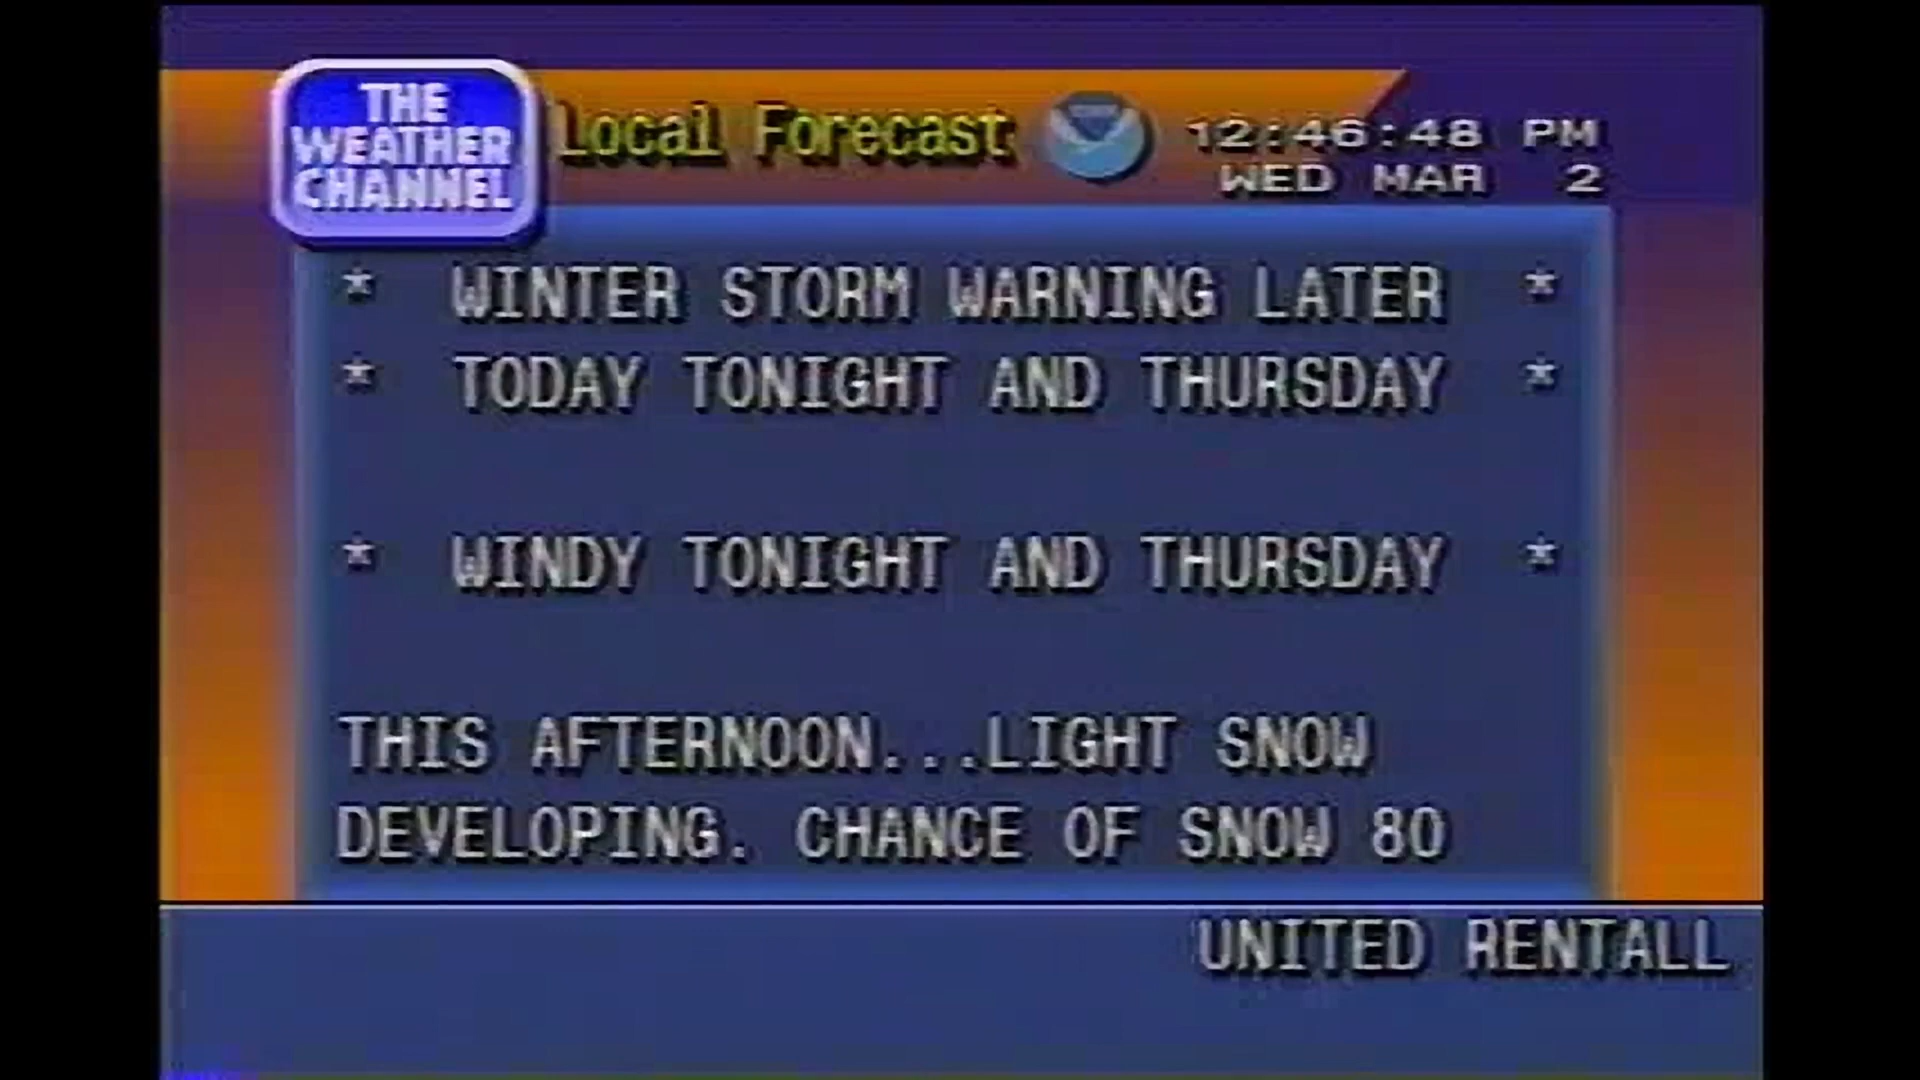 THE
WEATHER
CHANNEL
Local Forecast
12:46:48 PM
WED MAR 2
* WINTER STORM WARNING LATER *
* TODAY TONIGHT AND THURSDAY *
* WINDY TONIGHT AND THURSDAY *
THIS AFTERNOON...LIGHT SNOW
DEVELOPING. CHANCE OF SNOW 80
UNITED RENTALL